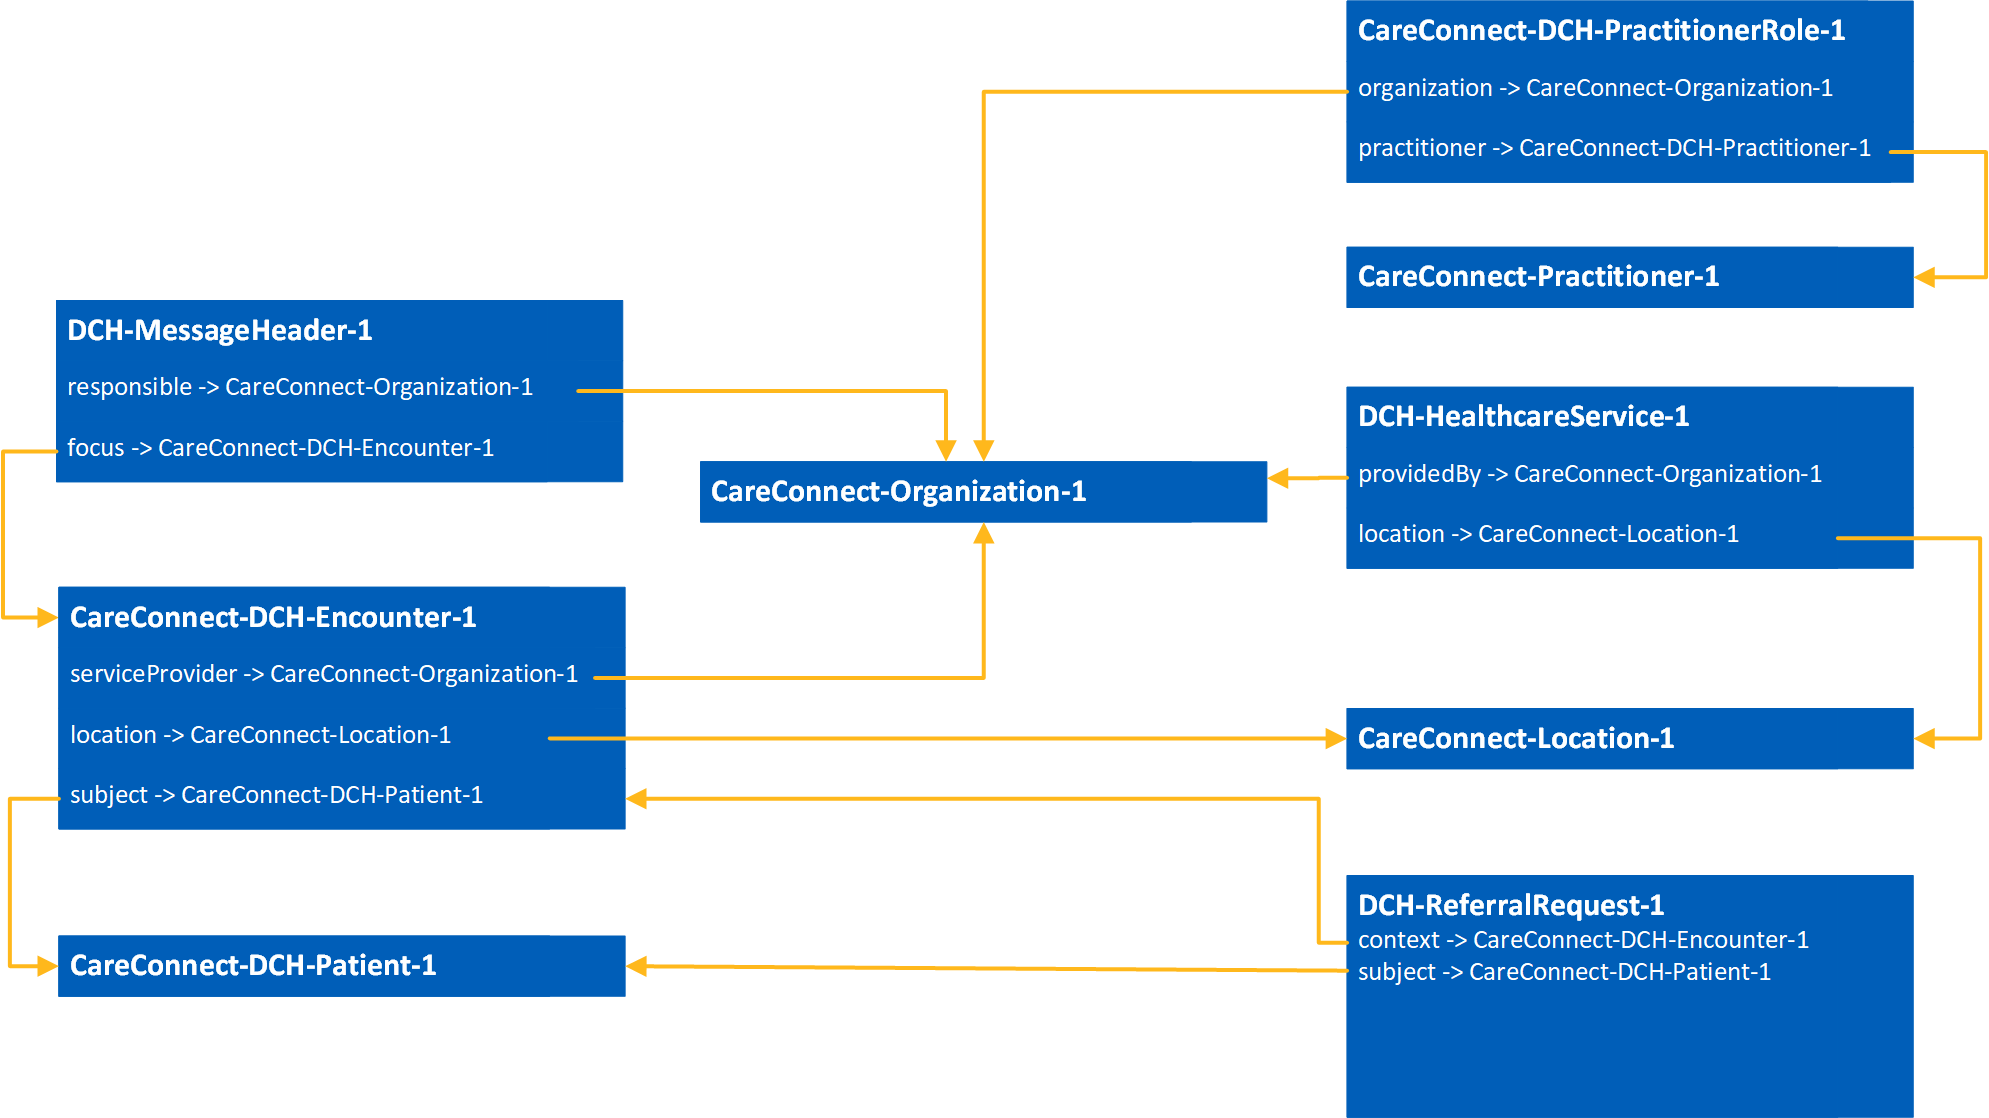 CareConnect-DCH-PractitionerRole-1
organization -> CareConnect-Organization-1
practitioner -> CareConnect-DCH-Practitioner-1
CareConnect-Practitioner-1
DCH-MessageHeader-1
responsible -> CareConnect-Organization-1
focus -> CareConnect-DCH-Encounter-1
DCH-HealthcareService-1
providedBy -> CareConnect-Organization-1
location -> CareConnect-Location-1
CareConnect-Organization-1
CareConnect-DCH-Encounter-1
serviceProvider -> CareConnect-Organization-1
location -> CareConnect-Location-1
subject -> CareConnect-DCH-Patient-1
CareConnect-Location-1
CareConnect-DCH-Patient-1
DCH-ReferralRequest-1
context -> CareConnect-DCH-Encounter-1
subject -> CareConnect-DCH-Patient-1